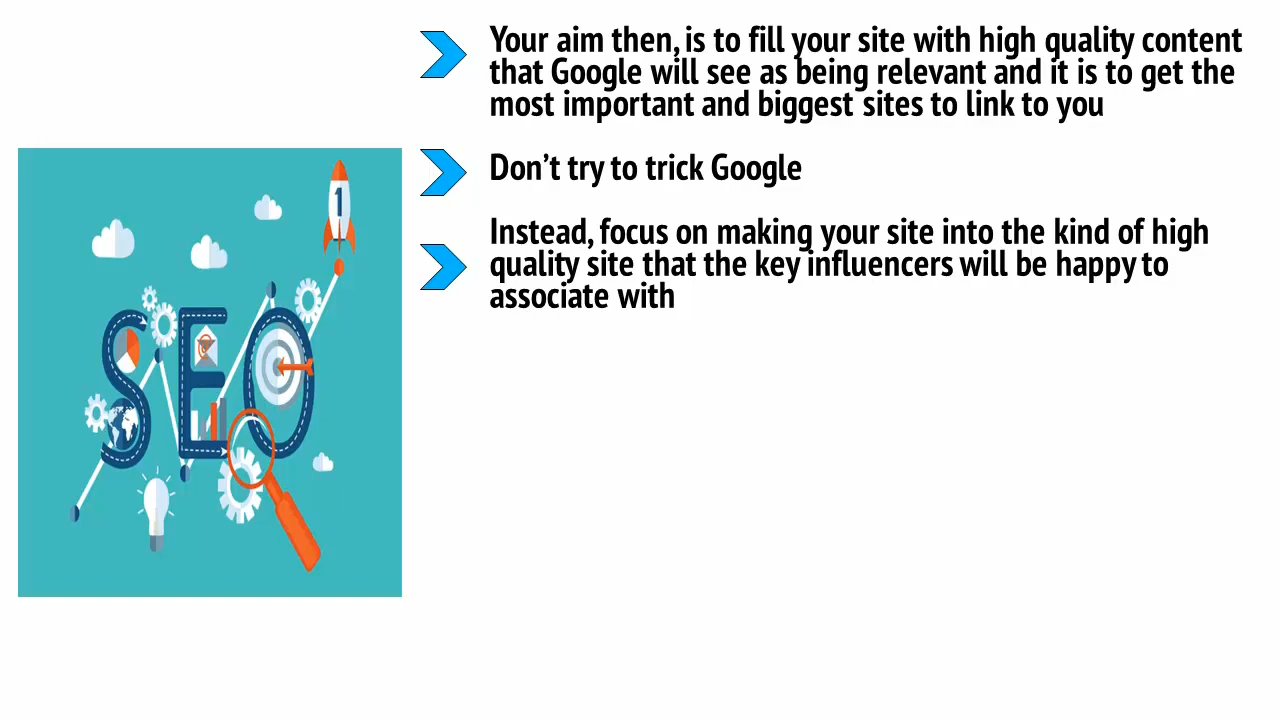 Your aim then, is to fill your site with high quality content
that Google will see as being relevant and it is to get the
most important and biggest sites to link to you
Don’t try to trick Google
Instead, focus on making your site into the kind of high
quality site that the key influencers will be happy to
associate with
1
SEO